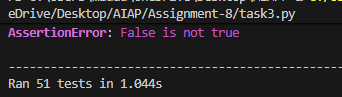 eDrive/Desktop/AIAP/Assignment-8/task3.py
AssertionError: False is not true
----------------------------------------------------------------------
Ran 51 tests in 1.044s